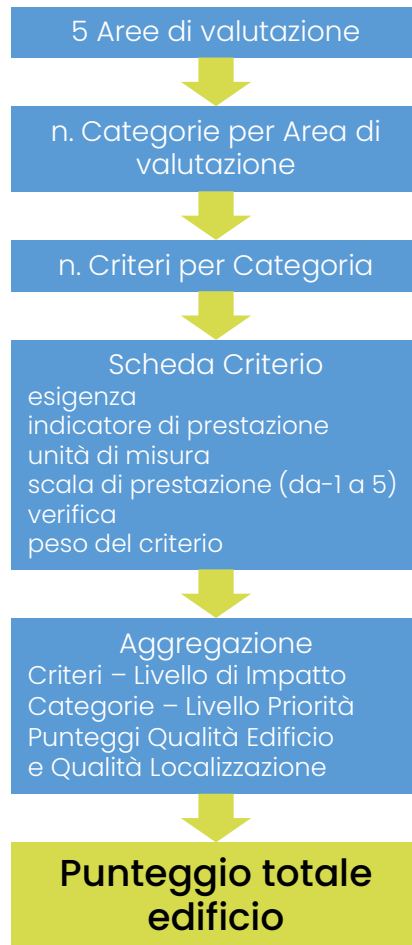 5 Aree di valutazione
n. Categorie per Area di
valutazione
n. Criteri per Categoria
Scheda Criterio
esigenza
indicatore di prestazione
unità di misura
scala di prestazione (da-1 a 5)
verifica
peso del criterio
Aggregazione
Criteri – Livello di Impatto
Categorie – Livello Priorità
Punteggi Qualità Edificio
e Qualità Localizzazione
Punteggio totale
edificio